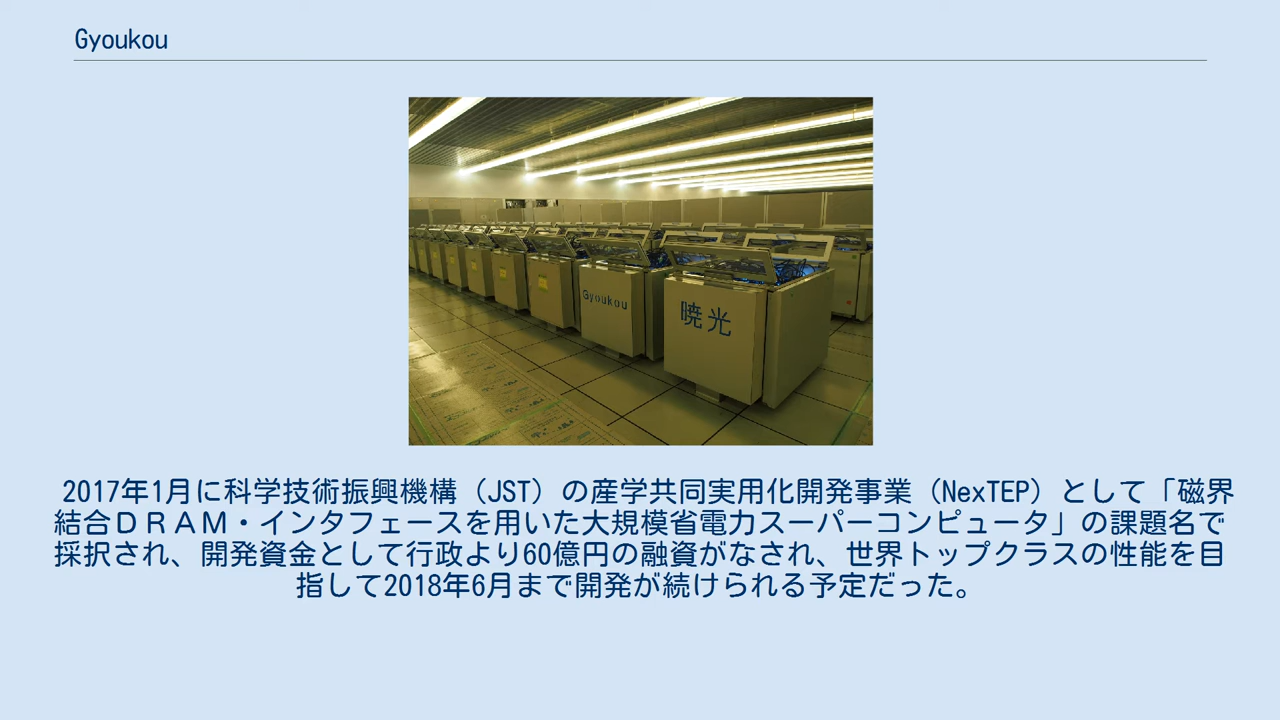 Gyoukou
Gyoukou
暁光
2017年1月に科学技術振興機構（JST）の産学共同実用化開発事業（NexTEP）として「磁界
結合ＤＲＡＭ・インタフェースを用いた大規模省電力スーパーコンピュータ」の課題名で
採択され、開発資金として行政より60億円の融資がなされ、世界トップクラスの性能を目
指して2018年6月まで開発が続けられる予定だった。